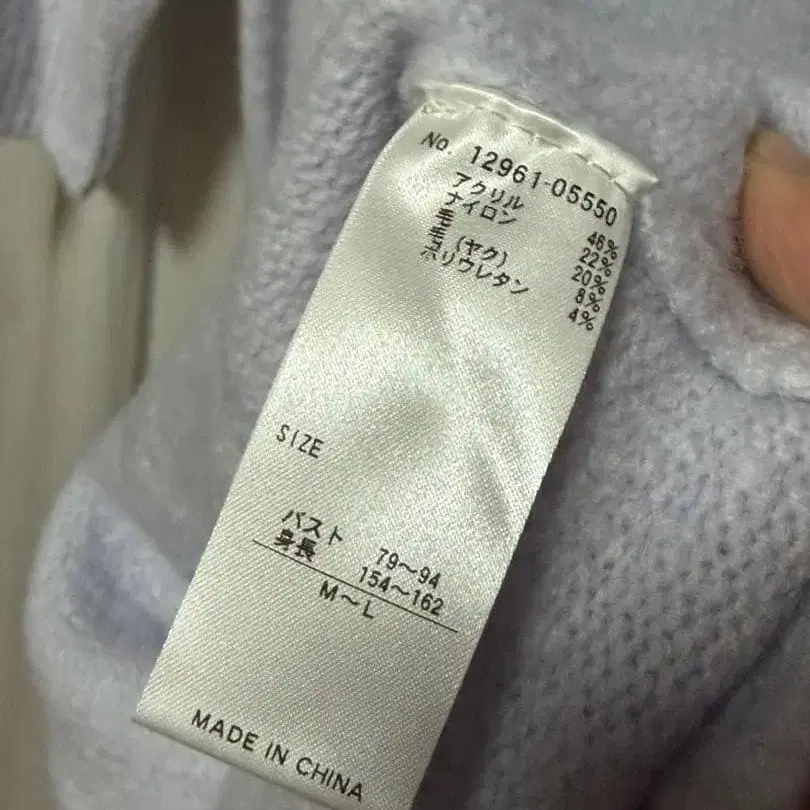 No. 12961-05550
アクリル 46%
ナイロン 22%
毛 20%
毛 (ヤク) 8%
ポリウレタン 4%
SIZE
バスト 79～94
身長 154～162
M～L
MADE IN CHINA